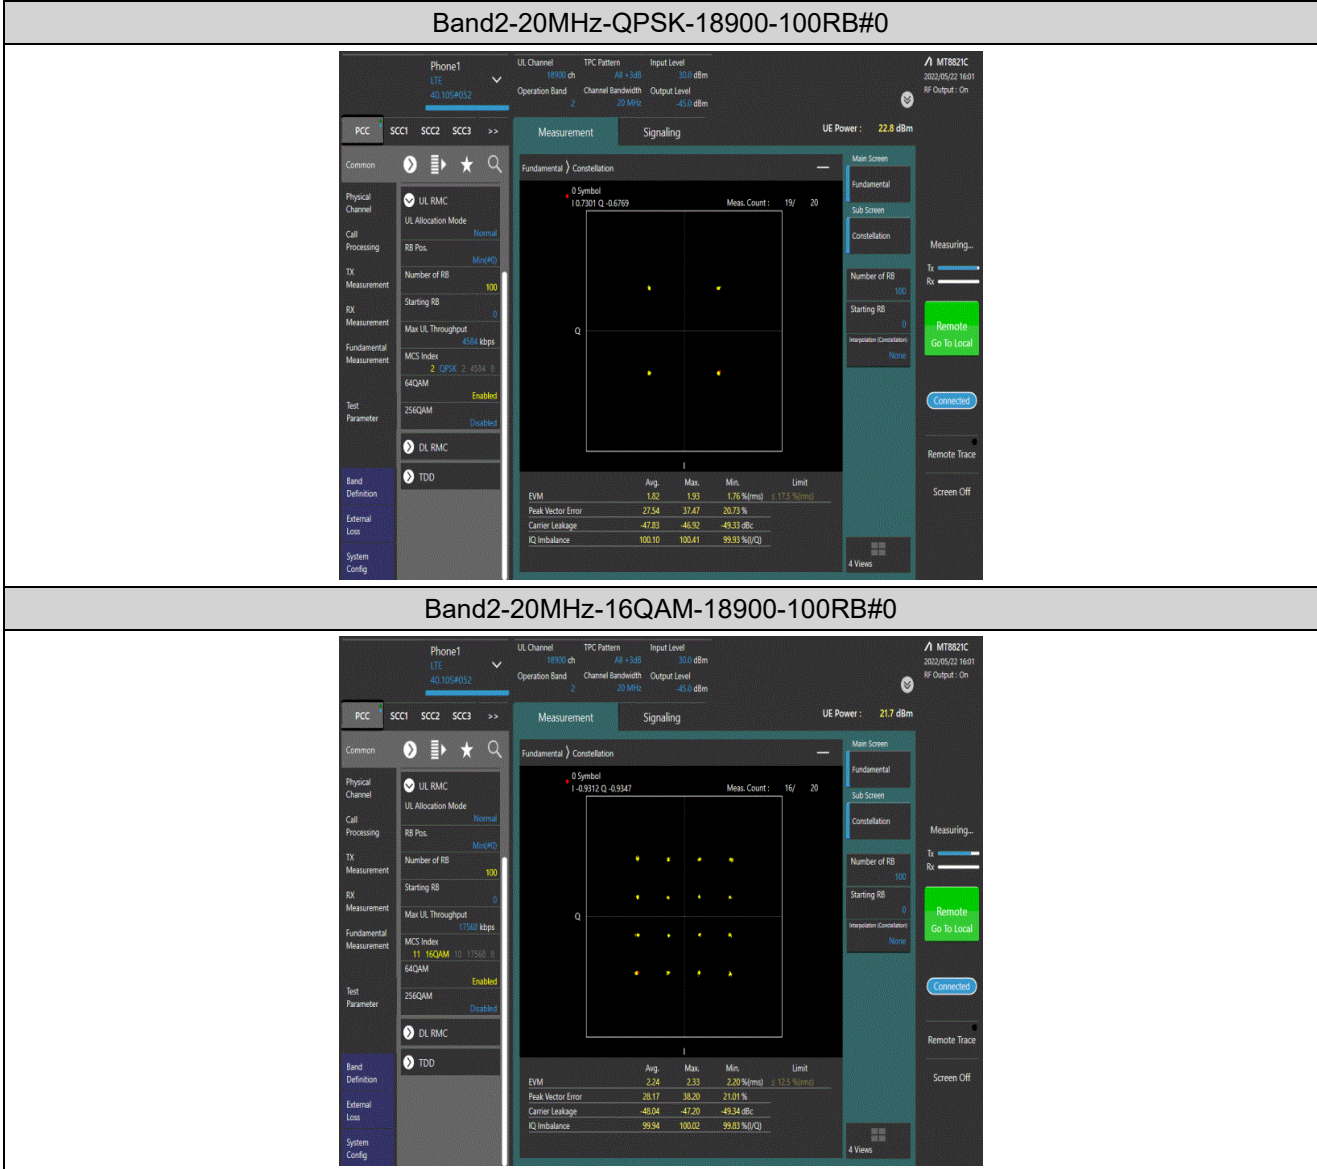 Band2-20MHz-QPSK-18900-100RB#0
Phone1
LTE
40.105#052
UL Channel TPC Pattern Input Level
18900 ch All +3dB 30.0 dBm
Operation Band Channel Bandwidth Output Level
2 20 MHz -45.0 dBm
MT8821C
2022/05/22 16:01
RF Output : On
PCC SCC1 SCC2 SCC3 >>
Measurement Signaling
UE Power : 22.8 dBm
Common
Physical
Channel
Call
Processing
TX
Measurement
RX
Measurement
Fundamental
Measurement
Test
Parameter
Band
Definition
External
Loss
System
Config
UL RMC
UL Allocation Mode
Normal
RB Pos.
Min(#0)
Number of RB
100
Starting RB
0
Max UL Throughput
4584 kbps
MCS Index
2 QPSK 2 4584 8
64QAM
Enabled
256QAM
Disabled
DL RMC
TDD
Fundamental 〉 Constellation
0 Symbol
I 0.7301 Q -0.6769
Meas. Count : 19/ 20
Q
I
Avg. Max. Min. Limit
EVM 1.82 1.93 1.76 %(rms) ≤ 17.5 %(rms)
Peak Vector Error 27.54 37.47 20.73 %
Carrier Leakage -47.83 -46.92 -49.33 dBc
IQ Imbalance 100.10 100.41 99.93 %(I/Q)
Main Screen
Fundamental
Sub Screen
Constellation
Number of RB
100
Starting RB
0
Interpolation (Constellation)
None
4 Views
Measuring...
Tx
Rx
Remote
Go To Local
Connected
Remote Trace
Screen Off
Band2-20MHz-16QAM-18900-100RB#0
Phone1
LTE
40.105#052
UL Channel TPC Pattern Input Level
18900 ch All +3dB 30.0 dBm
Operation Band Channel Bandwidth Output Level
2 20 MHz -45.0 dBm
MT8821C
2022/05/22 16:01
RF Output : On
PCC SCC1 SCC2 SCC3 >>
Measurement Signaling
UE Power : 21.7 dBm
Common
Physical
Channel
Call
Processing
TX
Measurement
RX
Measurement
Fundamental
Measurement
Test
Parameter
Band
Definition
External
Loss
System
Config
UL RMC
UL Allocation Mode
Normal
RB Pos.
Min(#0)
Number of RB
100
Starting RB
0
Max UL Throughput
17568 kbps
MCS Index
11 16QAM 10 17568 8
64QAM
Enabled
256QAM
Disabled
DL RMC
TDD
Fundamental 〉 Constellation
0 Symbol
I -0.9312 Q -0.9347
Meas. Count : 16/ 20
Q
I
Avg. Max. Min. Limit
EVM 2.24 2.33 2.20 %(rms) ≤ 12.5 %(rms)
Peak Vector Error 28.17 38.20 21.01 %
Carrier Leakage -48.04 -47.20 -49.34 dBc
IQ Imbalance 99.94 100.02 99.83 %(I/Q)
Main Screen
Fundamental
Sub Screen
Constellation
Number of RB
100
Starting RB
0
Interpolation (Constellation)
None
4 Views
Measuring...
Tx
Rx
Remote
Go To Local
Connected
Remote Trace
Screen Off